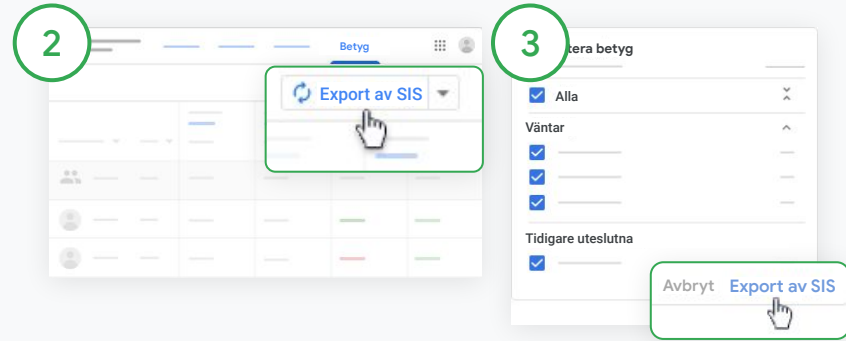 2
Betyg
Export av SIS
3
tera betyg
Alla
Väntar
Tidigare uteslutna
Avbryt Export av SIS